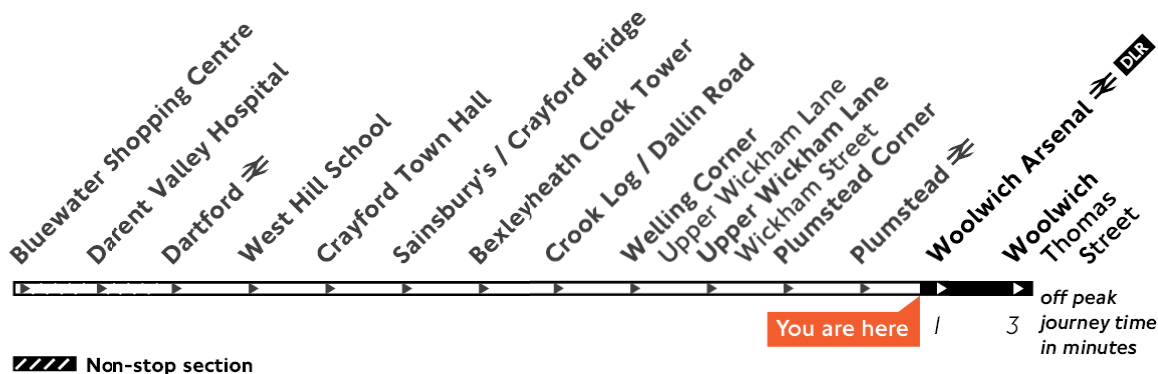 Bluewater Shopping Centre
Darent Valley Hospital
Dartford
West Hill School
Crayford Town Hall
Sainsbury's / Crayford Bridge
Bexleyheath Clock Tower
Crook Log / Dallin Road
Welling Corner
Upper Wickham Lane
Upper Wickham Lane
Wickham Street
Plumstead Corner
Plumstead
Woolwich Arsenal DLR
Woolwich
Thomas
Street
You are here
1
3
off peak
journey time
in minutes
Non-stop section